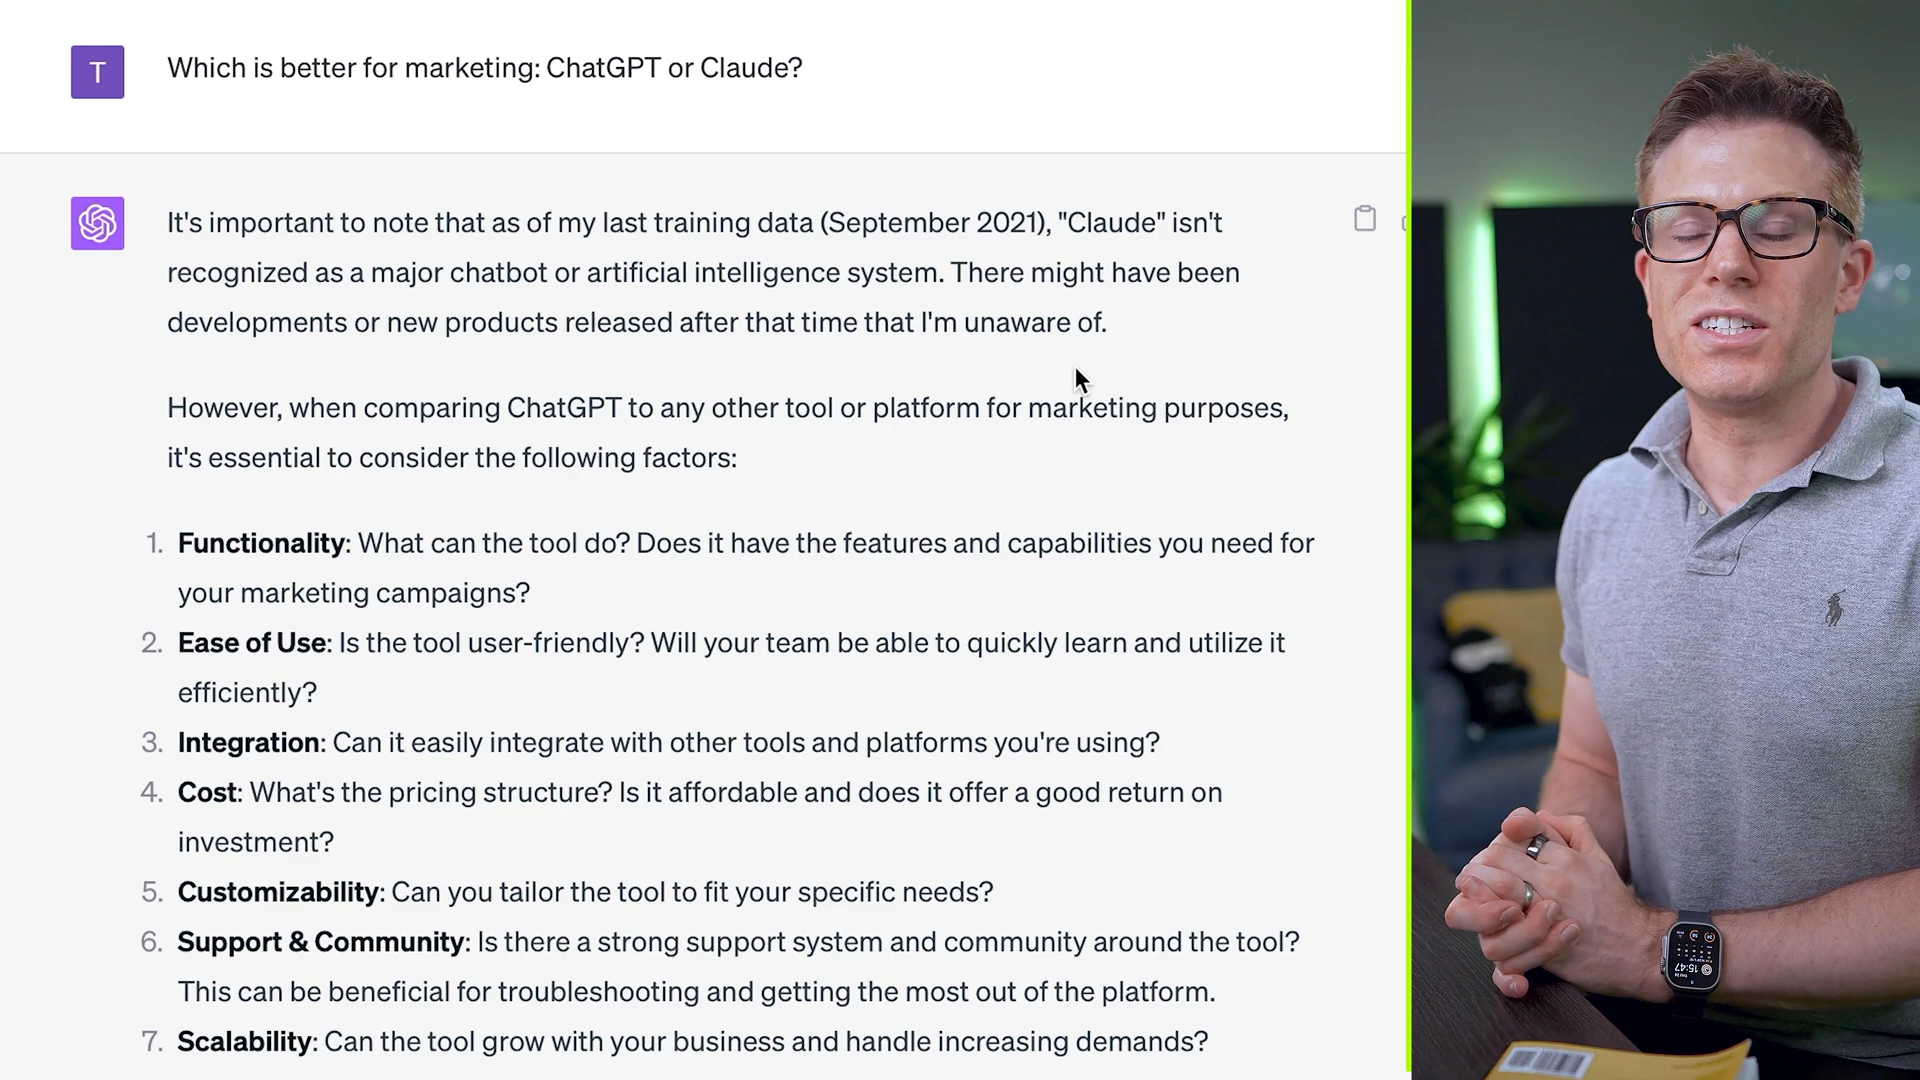 T
Which is better for marketing: ChatGPT or Claude?
It's important to note that as of my last training data (September 2021), "Claude" isn't
recognized as a major chatbot or artificial intelligence system. There might have been
developments or new products released after that time that I'm unaware of.
However, when comparing ChatGPT to any other tool or platform for marketing purposes,
it's essential to consider the following factors:
1. Functionality: What can the tool do? Does it have the features and capabilities you need for
your marketing campaigns?
2. Ease of Use: Is the tool user-friendly? Will your team be able to quickly learn and utilize it
efficiently?
3. Integration: Can it easily integrate with other tools and platforms you're using?
4. Cost: What's the pricing structure? Is it affordable and does it offer a good return on
investment?
5. Customizability: Can you tailor the tool to fit your specific needs?
6. Support & Community: Is there a strong support system and community around the tool?
This can be beneficial for troubleshooting and getting the most out of the platform.
7. Scalability: Can the tool grow with your business and handle increasing demands?
15:47